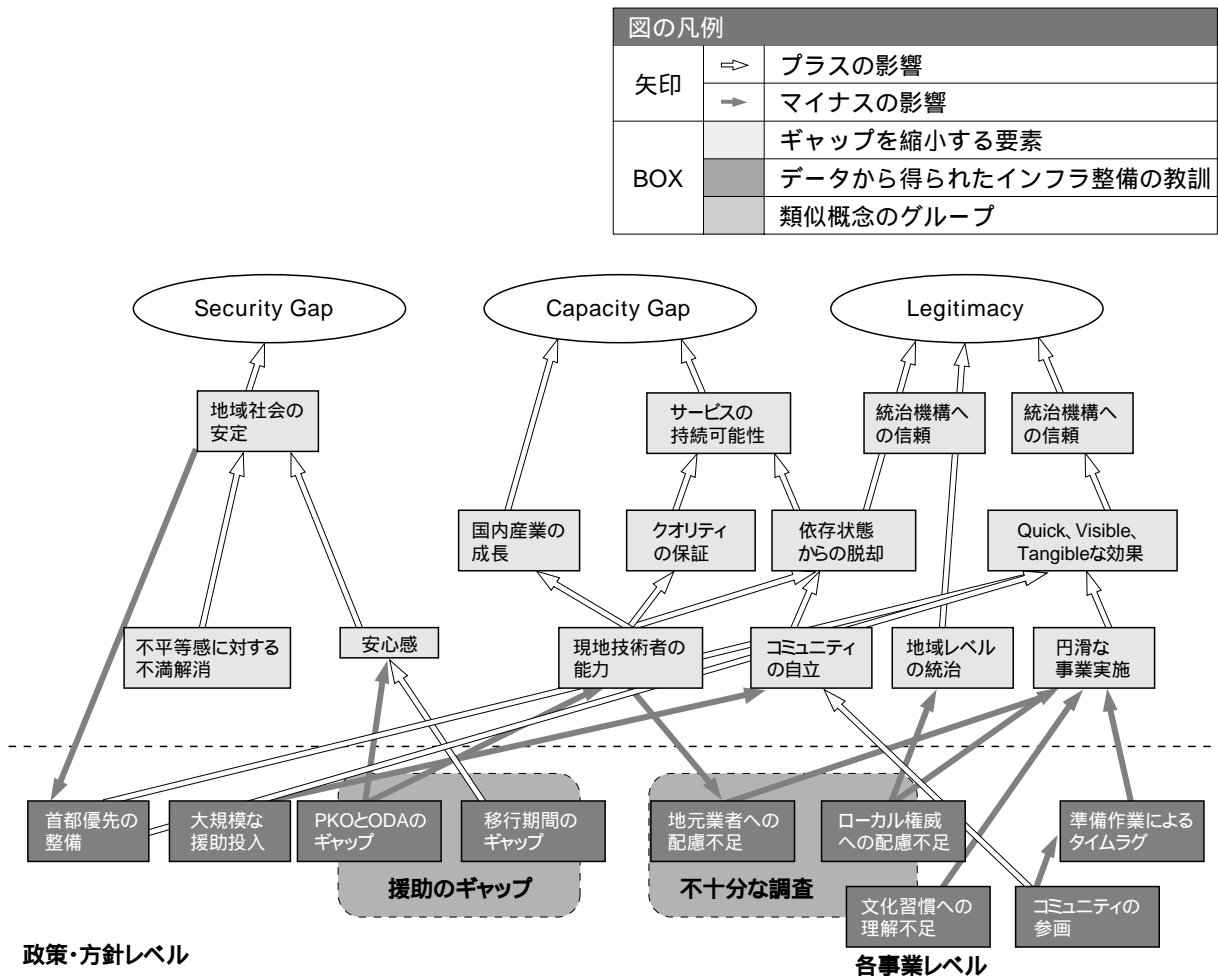 図の凡例
矢印
プラスの影響
マイナスの影響
BOX
ギャップを縮小する要素
データから得られたインフラ整備の教訓
類似概念のグループ
Security Gap
Capacity Gap
Legitimacy
地域社会の
安定
サービスの
持続可能性
統治機構へ
の信頼
統治機構へ
の信頼
国内産業の
成長
クオリティ
の保証
依存状態
からの脱却
Quick、Visible、
Tangibleな効果
不平等感に対する
不満解消
安心感
現地技術者の
能力
コミュニティ
の自立
地域レベル
の統治
円滑な
事業実施
首都優先の
整備
大規模な
援助投入
PKOとODAの
ギャップ
移行期間の
ギャップ
地元業者への
配慮不足
ローカル権威
への配慮不足
準備作業による
タイムラグ
援助のギャップ
不十分な調査
文化習慣への
理解不足
コミュニティの
参画
政策・方針レベル
各事業レベル